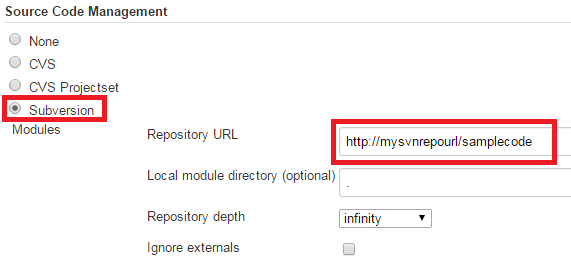 Source Code Management
None
CVS
CVS Projectset
Subversion
Modules
Repository URL
http://mysvnrepourl/samplecode
Local module directory (optional)
.
Repository depth
infinity
Ignore externals